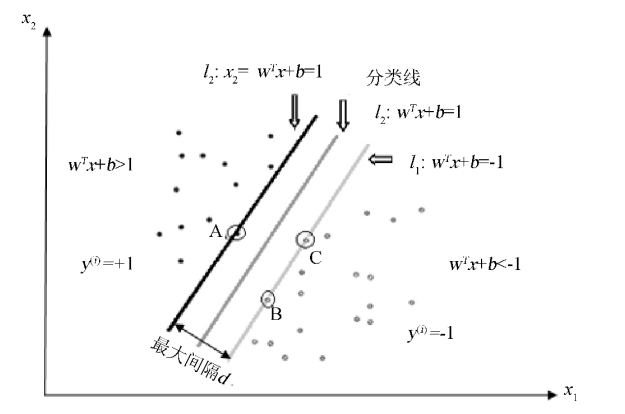 x₂
l₂: x₂= wᵀx+b=1
分类线
l₂: wᵀx+b=1
wᵀx+b>1
l₁: wᵀx+b=-1
A
C
y⁽ⁱ⁾=+1
wᵀx+b<-1
B
y⁽ⁱ⁾=-1
最大间隔d
x₁